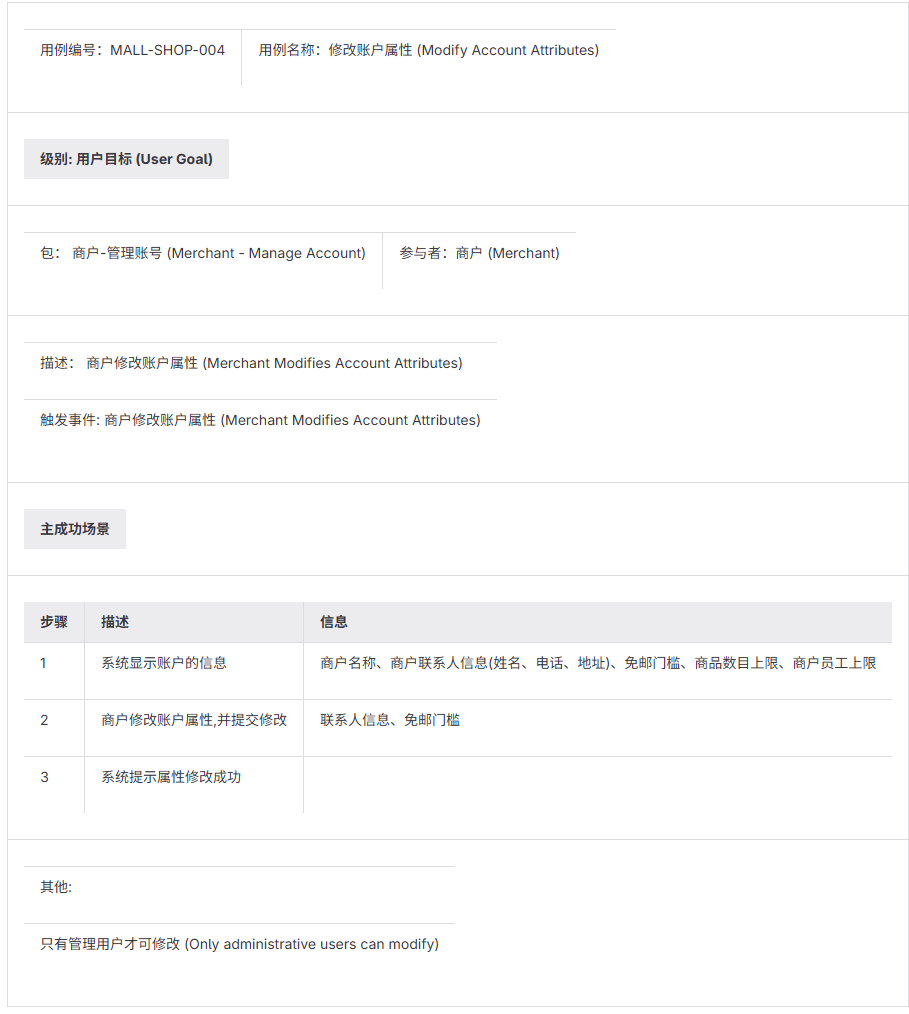 用例编号：MALL-SHOP-004 用例名称：修改账户属性 (Modify Account Attributes)
级别: 用户目标 (User Goal)
包： 商户-管理账号 (Merchant - Manage Account) 参与者：商户 (Merchant)
描述： 商户修改账户属性 (Merchant Modifies Account Attributes)
触发事件: 商户修改账户属性 (Merchant Modifies Account Attributes)
主成功场景
步骤 描述 信息
1 系统显示账户的信息 商户名称、商户联系人信息(姓名、电话、地址)、免邮门槛、商品数目上限、商户员工上限
2 商户修改账户属性,并提交修改 联系人信息、免邮门槛
3 系统提示属性修改成功
其他:
只有管理用户才可修改 (Only administrative users can modify)